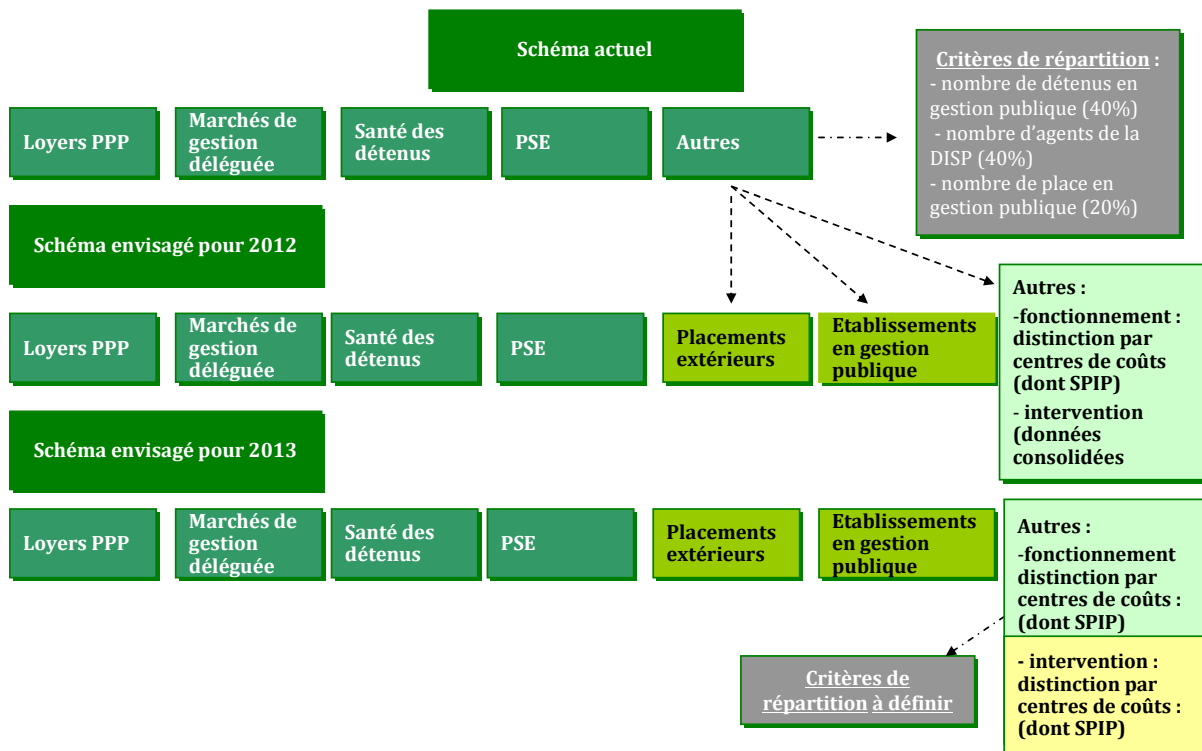 Schéma actuel
Critères de répartition :
- nombre de détenus en
gestion publique (40%)
- nombre d'agents de la
DISP (40%)
- nombre de place en
gestion publique (20%)
Loyers PPP
Marchés de
gestion
déléguée
Santé des
détenus
PSE
Autres
Schéma envisagé pour 2012
Loyers PPP
Marchés de
gestion
déléguée
Santé des
détenus
PSE
Placements
extérieurs
Etablissements
en gestion
publique
Autres :
-fonctionnement :
distinction par
centres de coûts
(dont SPIP)
- intervention
(données
consolidées
Schéma envisagé pour 2013
Loyers PPP
Marchés de
gestion
déléguée
Santé des
détenus
PSE
Placements
extérieurs
Etablissements
en gestion
publique
Autres :
-fonctionnement
distinction par
centres de coûts :
(dont SPIP)
- intervention :
distinction par
centres de coûts :
(dont SPIP)
Critères de
répartition à définir